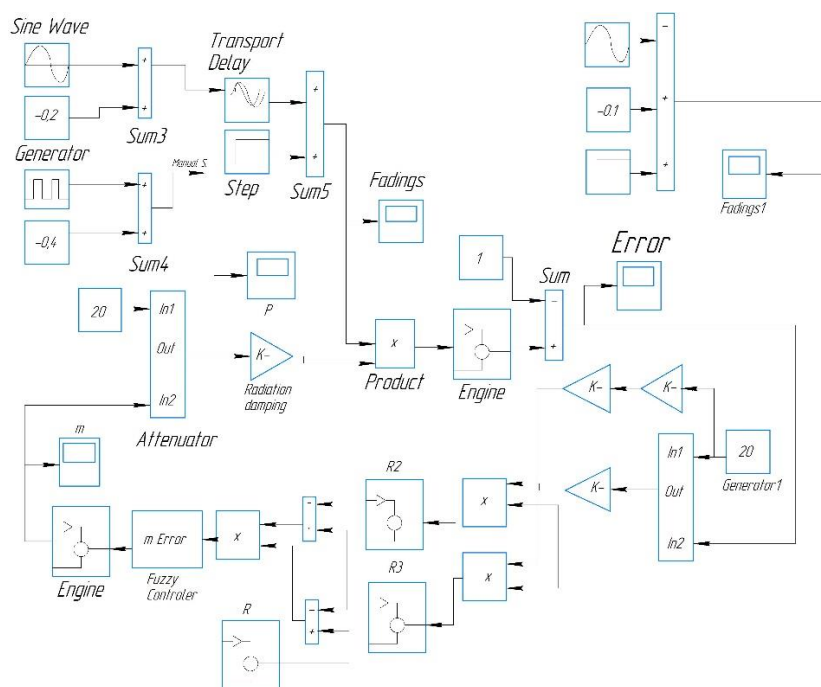 Sine Wave
-0,2
Sum3
Transport
Delay
Generator
Manual S.
-0,4
Sum4
Step
Sum5
Fadings
-0.1
Fadings1
Error
1
Sum
P
20
In1
Out
In2
Attenuator
K-
Radiation
damping
x
Product
Engine
K-
K-
m
K-
In1
Out
In2
20
Generator1
R2
x
R3
x
m Error
Fuzzy
Controler
x
Engine
R